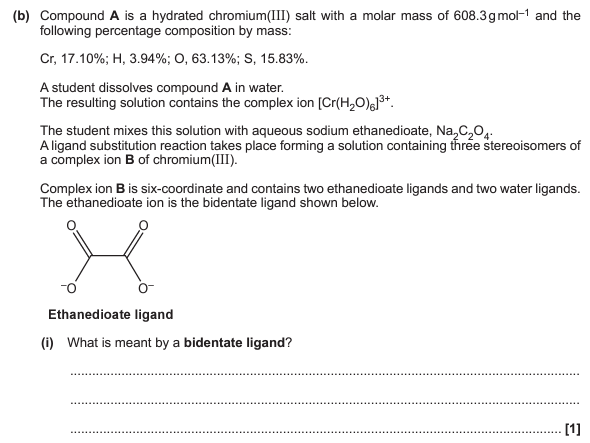 (b) Compound A is a hydrated chromium(III) salt with a molar mass of 608.3 g mol⁻¹ and the
following percentage composition by mass:
Cr, 17.10%; H, 3.94%; O, 63.13%; S, 15.83%.
A student dissolves compound A in water.
The resulting solution contains the complex ion [Cr(H₂O)₆]³⁺.
The student mixes this solution with aqueous sodium ethanedioate, Na₂C₂O₄.
A ligand substitution reaction takes place forming a solution containing three stereoisomers of
a complex ion B of chromium(III).
Complex ion B is six-coordinate and contains two ethanedioate ligands and two water ligands.
The ethanedioate ion is the bidentate ligand shown below.
O O
⁻O O⁻
Ethanedioate ligand
(i) What is meant by a bidentate ligand?
[1]